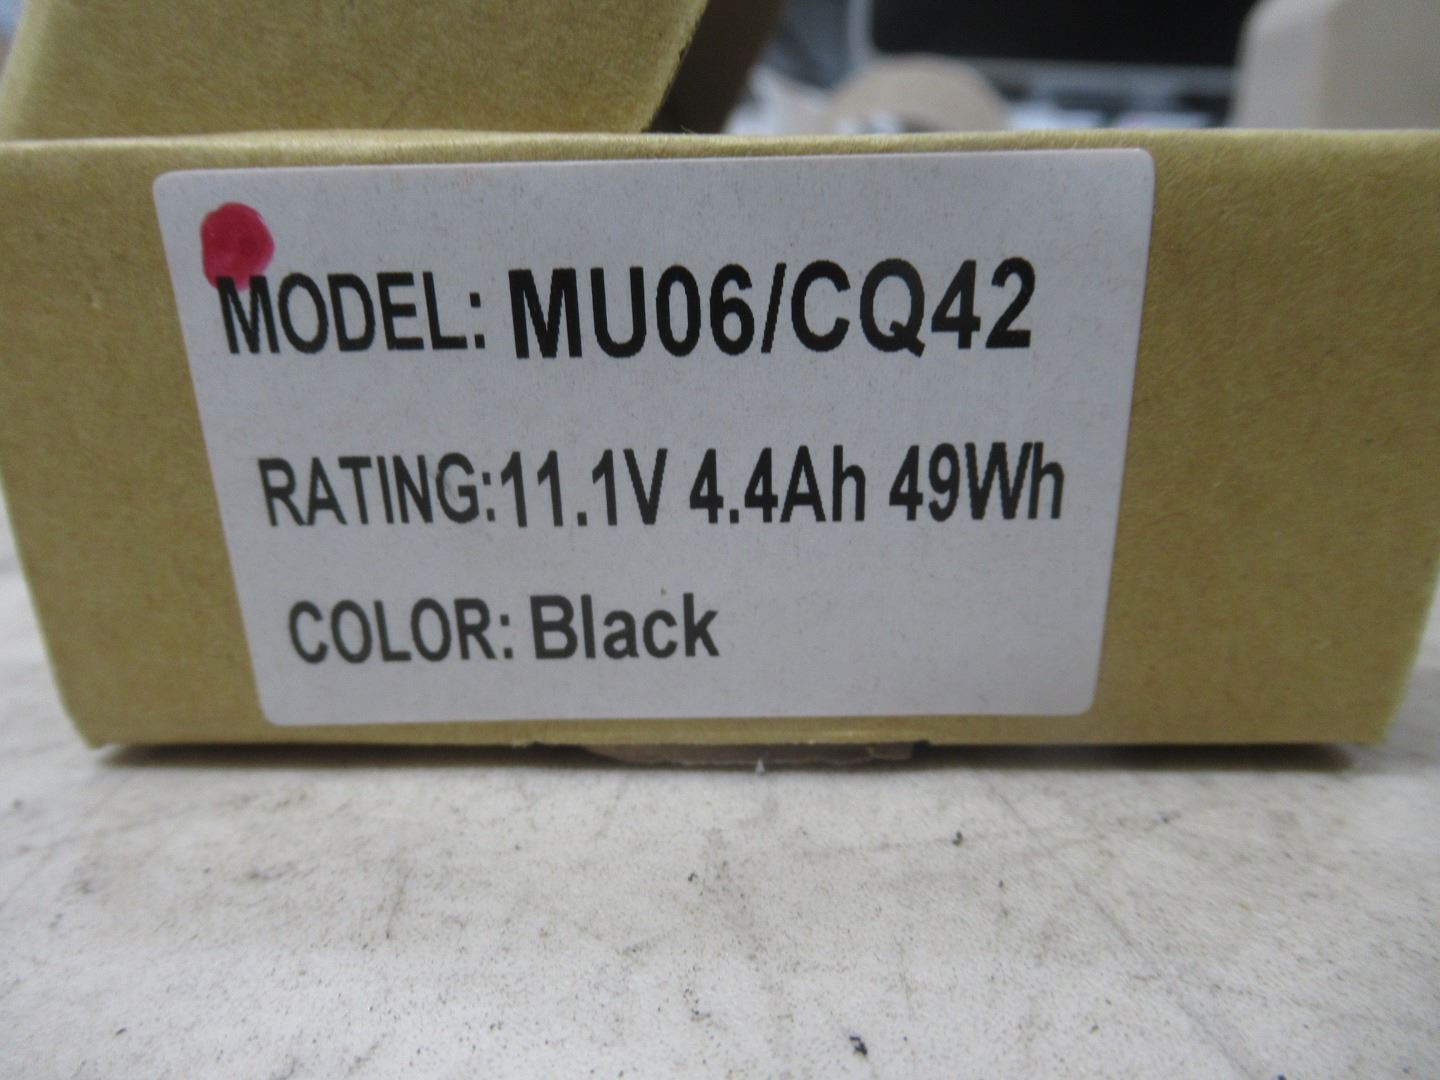 MODEL: MU06/CQ42
RATING:11.1V 4.4Ah 49Wh
COLOR: Black